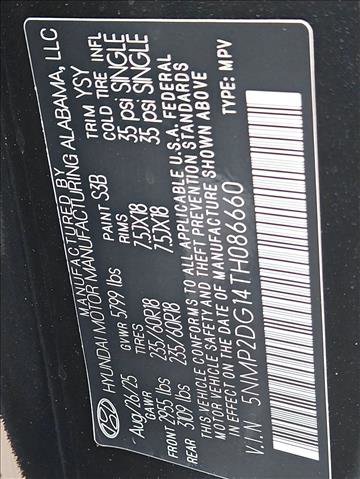 MANUFACTURED BY
HYUNDAI MOTOR MANUFACTURING ALABAMA, LLC
Aug/26/25 GVWR 5799 lbs PAINT S3B TRIM YSY
GAWR TIRES RIMS COLD TIRE INFL
FRONT 2955 lbs 235/60R18 7.5JX18 35 psi SINGLE
REAR 3109 lbs 235/60R18 7.5JX18 35 psi SINGLE
THIS VEHICLE CONFORMS TO ALL APPLICABLE U.S.A. FEDERAL
MOTOR VEHICLE SAFETY AND THEFT PREVENTION STANDARDS
IN EFFECT ON THE DATE OF MANUFACTURE SHOWN ABOVE
V.I.N 5NMP2DG14TH086660 TYPE: MPV